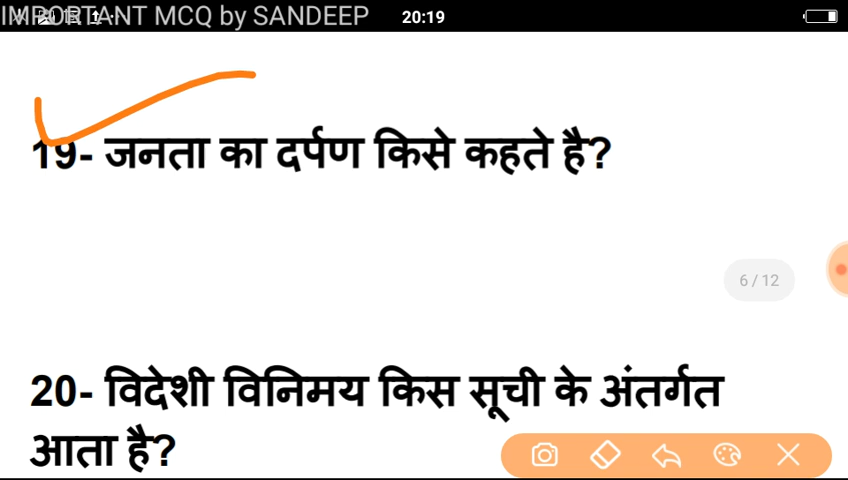 IMPORTANT MCQ by SANDEEP 20:19
19- जनता का दर्पण किसे कहते है?
6 / 12
20- विदेशी विनिमय किस सूची के अंतर्गत
आता है?